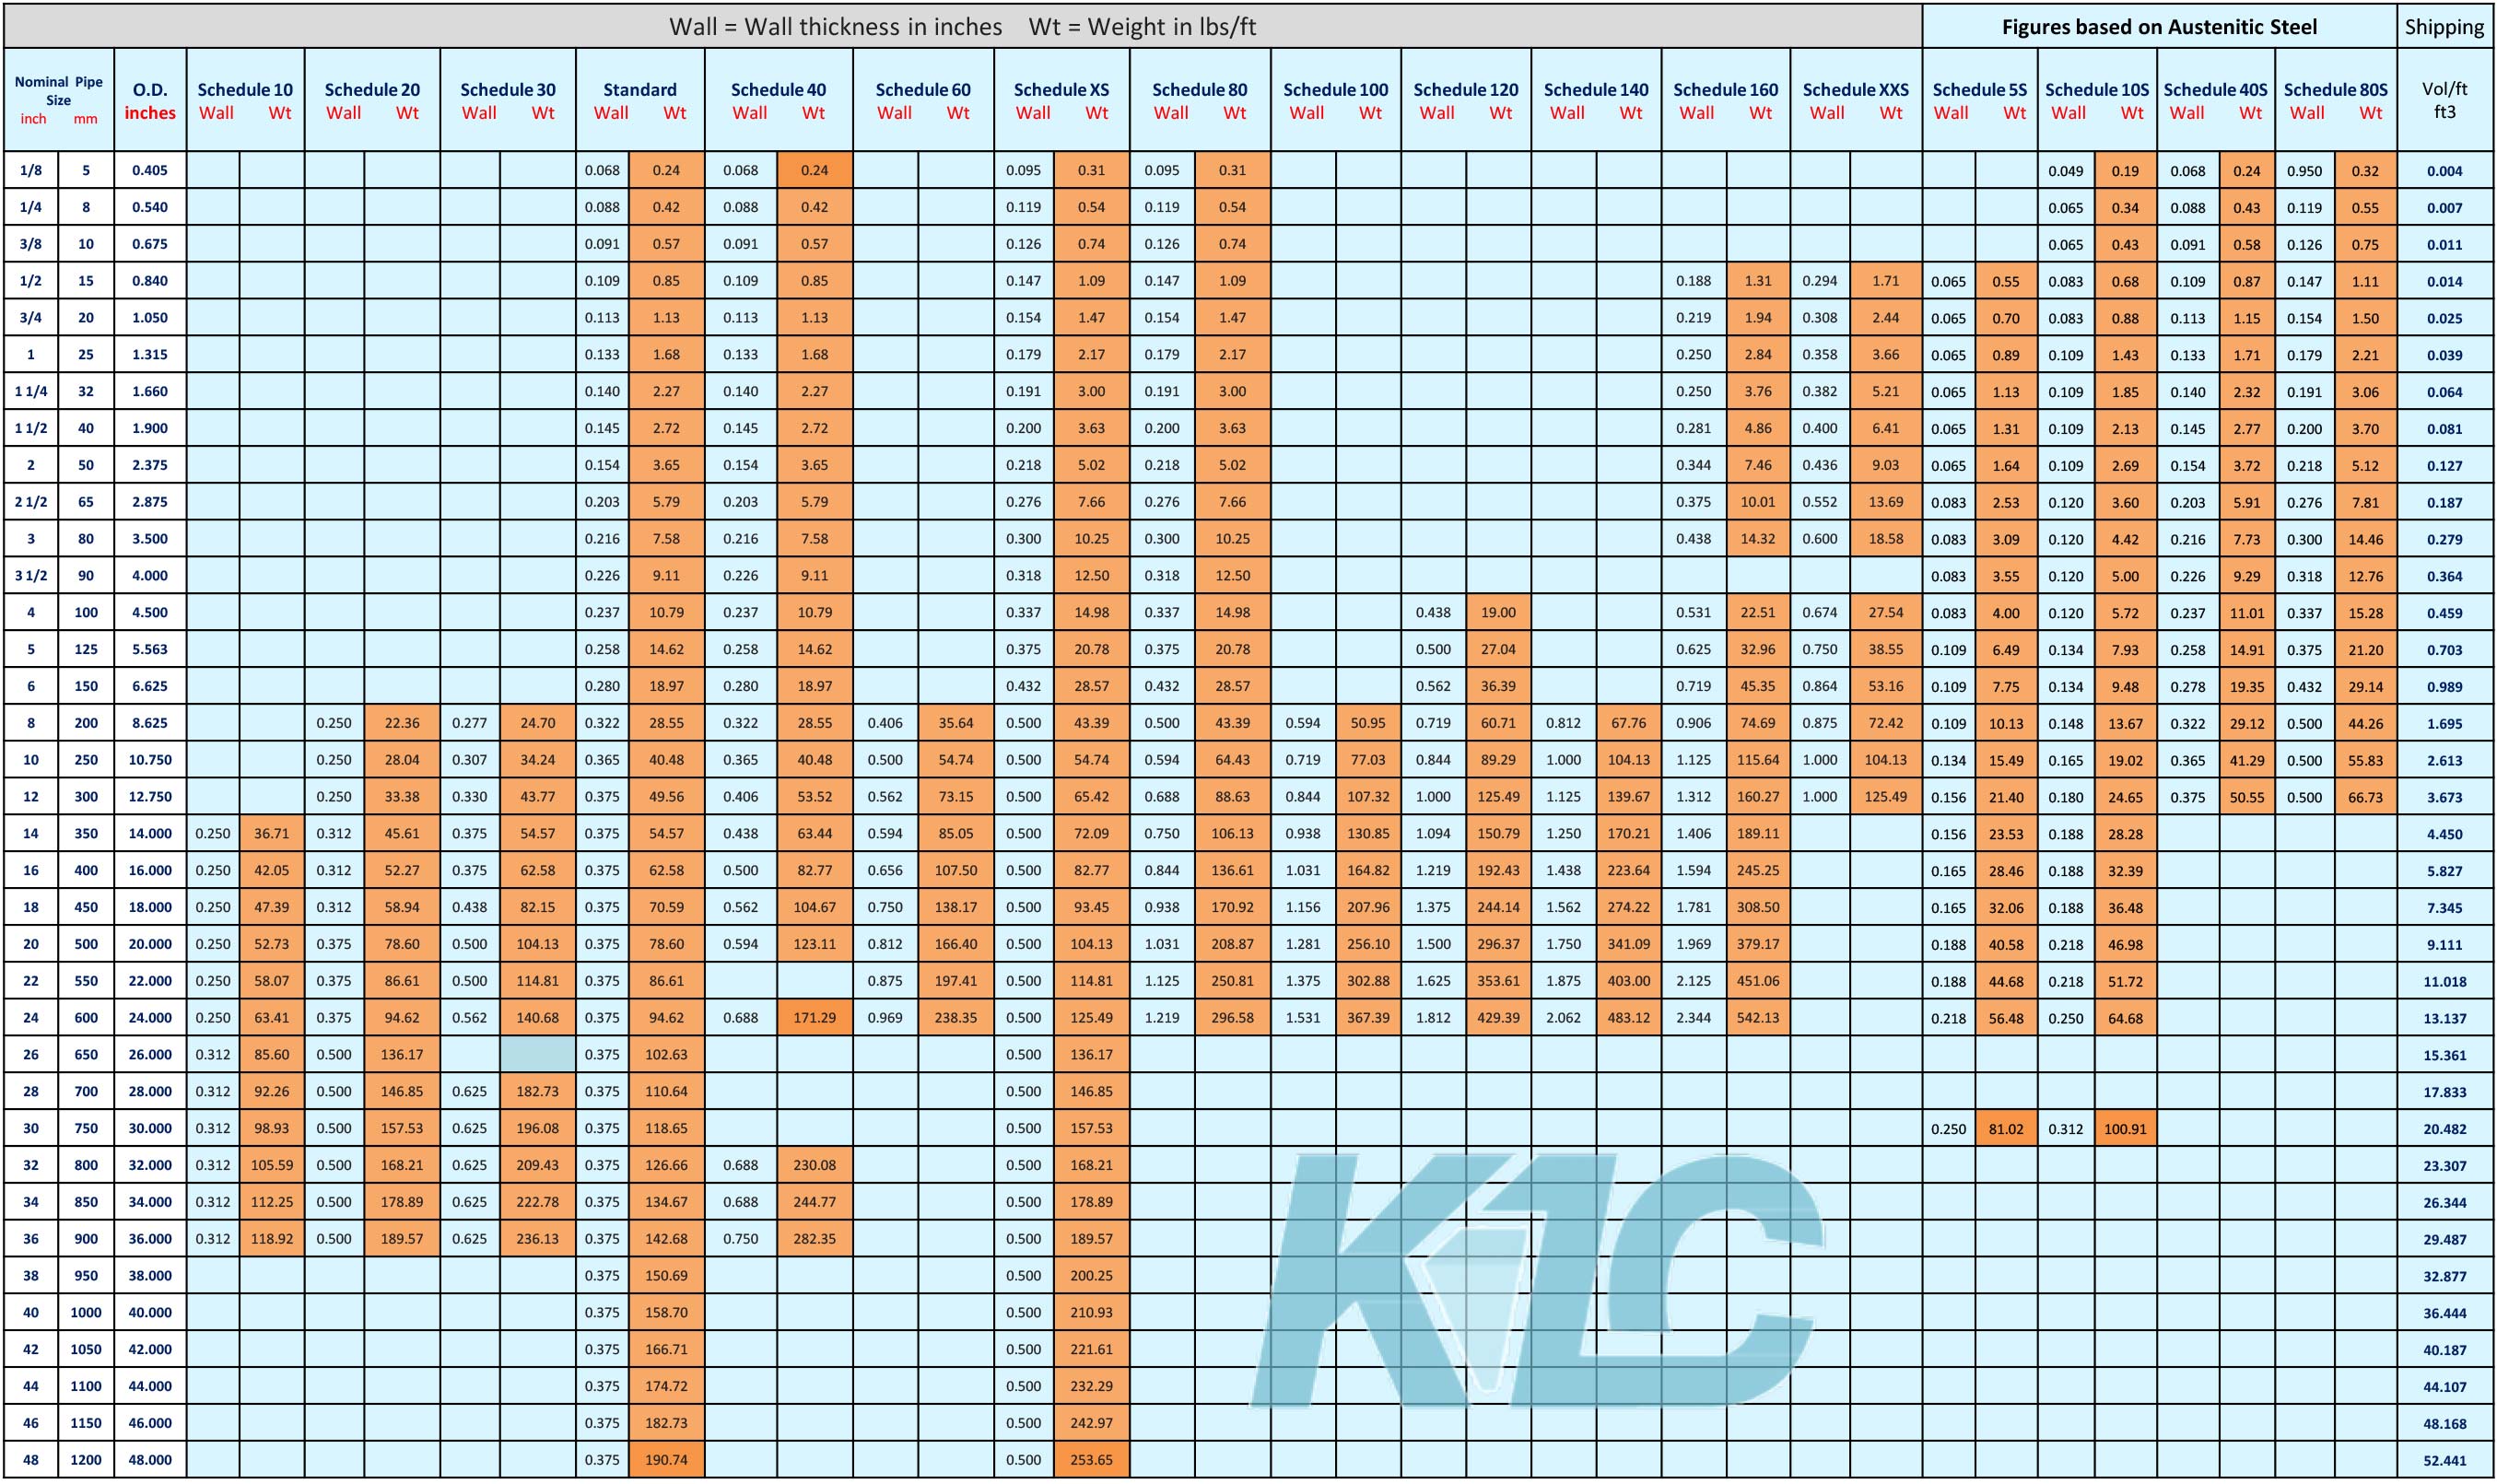 Wall = Wall thickness in inches    Wt = Weight in lbs/ft    Figures based on Austenitic Steel    Shipping
Nominal Pipe Size    O.D.    Schedule 10    Schedule 20    Schedule 30    Standard    Schedule 40    Schedule 60    Schedule XS    Schedule 80    Schedule 100    Schedule 120    Schedule 140    Schedule 160    Schedule XXS    Schedule 5S    Schedule 10S    Schedule 40S    Schedule 80S    Vol/ft
inch mm inches Wall Wt Wall Wt Wall Wt Wall Wt Wall Wt Wall Wt Wall Wt Wall Wt Wall Wt Wall Wt Wall Wt Wall Wt Wall Wt Wall Wt Wall Wt Wall Wt Wall Wt ft3
1/8 5 0.405 0.068 0.24 0.068 0.24 0.095 0.31 0.095 0.31 0.049 0.19 0.068 0.24 0.950 0.32 0.004
1/4 8 0.540 0.088 0.42 0.088 0.42 0.119 0.54 0.119 0.54 0.065 0.34 0.088 0.43 0.119 0.55 0.007
3/8 10 0.675 0.091 0.57 0.091 0.57 0.126 0.74 0.126 0.74 0.065 0.43 0.091 0.58 0.126 0.75 0.011
1/2 15 0.840 0.109 0.85 0.109 0.85 0.147 1.09 0.147 1.09 0.188 1.31 0.294 1.71 0.065 0.55 0.083 0.68 0.109 0.87 0.147 1.11 0.014
3/4 20 1.050 0.113 1.13 0.113 1.13 0.154 1.47 0.154 1.47 0.219 1.94 0.308 2.44 0.065 0.70 0.083 0.88 0.113 1.15 0.154 1.50 0.025
1 25 1.315 0.133 1.68 0.133 1.68 0.179 2.17 0.179 2.17 0.250 2.84 0.358 3.66 0.065 0.89 0.109 1.43 0.133 1.71 0.179 2.21 0.039
1 1/4 32 1.660 0.140 2.27 0.140 2.27 0.191 3.00 0.191 3.00 0.250 3.76 0.382 5.21 0.065 1.13 0.109 1.85 0.140 2.32 0.191 3.06 0.064
1 1/2 40 1.900 0.145 2.72 0.145 2.72 0.200 3.63 0.200 3.63 0.281 4.86 0.400 6.41 0.065 1.31 0.109 2.13 0.145 2.77 0.200 3.70 0.081
2 50 2.375 0.154 3.65 0.154 3.65 0.218 5.02 0.218 5.02 0.344 7.46 0.436 9.03 0.065 1.64 0.109 2.69 0.154 3.72 0.218 5.12 0.127
2 1/2 65 2.875 0.203 5.79 0.203 5.79 0.276 7.66 0.276 7.66 0.375 10.01 0.552 13.69 0.083 2.53 0.120 3.60 0.203 5.91 0.276 7.81 0.187
3 80 3.500 0.216 7.58 0.216 7.58 0.300 10.25 0.300 10.25 0.438 14.32 0.600 18.58 0.083 3.09 0.120 4.42 0.216 7.73 0.300 14.46 0.279
3 1/2 90 4.000 0.226 9.11 0.226 9.11 0.318 12.50 0.318 12.50 0.083 3.55 0.120 5.00 0.226 9.29 0.318 12.76 0.364
4 100 4.500 0.237 10.79 0.237 10.79 0.337 14.98 0.337 14.98 0.438 19.00 0.531 22.51 0.674 27.54 0.083 4.00 0.120 5.72 0.237 11.01 0.337 15.28 0.459
5 125 5.563 0.258 14.62 0.258 14.62 0.375 20.78 0.375 20.78 0.500 27.04 0.625 32.96 0.750 38.55 0.109 6.49 0.134 7.93 0.258 14.91 0.375 21.20 0.703
6 150 6.625 0.280 18.97 0.280 18.97 0.432 28.57 0.432 28.57 0.562 36.39 0.719 45.35 0.864 53.16 0.109 7.75 0.134 9.48 0.278 19.35 0.432 29.14 0.989
8 200 8.625 0.250 22.36 0.277 24.70 0.322 28.55 0.322 28.55 0.406 35.64 0.500 43.39 0.500 43.39 0.594 50.95 0.719 60.71 0.812 67.76 0.906 74.69 0.875 72.42 0.109 10.13 0.148 13.67 0.322 29.12 0.500 44.26 1.695
10 250 10.750 0.250 28.04 0.307 34.24 0.365 40.48 0.365 40.48 0.500 54.74 0.500 54.74 0.594 64.43 0.719 77.03 0.844 89.29 1.000 104.13 1.125 115.64 1.000 104.13 0.134 15.49 0.165 19.02 0.365 41.29 0.500 55.83 2.613
12 300 12.750 0.250 33.38 0.330 43.77 0.375 49.56 0.406 53.52 0.562 73.15 0.500 65.42 0.688 88.63 0.844 107.32 1.000 125.49 1.125 139.67 1.312 160.27 1.000 125.49 0.156 21.40 0.180 24.65 0.375 50.55 0.500 66.73 3.673
14 350 14.000 0.250 36.71 0.312 45.61 0.375 54.57 0.375 54.57 0.438 63.44 0.594 85.05 0.500 72.09 0.750 106.13 0.938 130.85 1.094 150.79 1.250 170.21 1.406 189.11 0.156 23.53 0.188 28.28 4.450
16 400 16.000 0.250 42.05 0.312 52.27 0.375 62.58 0.375 62.58 0.500 82.77 0.656 107.50 0.500 82.77 0.844 136.61 1.031 164.82 1.219 192.43 1.438 223.64 1.594 245.25 0.165 28.46 0.188 32.39 5.827
18 450 18.000 0.250 47.39 0.312 58.94 0.438 82.15 0.375 70.59 0.562 104.67 0.750 138.17 0.500 93.45 0.938 170.92 1.156 207.96 1.375 244.14 1.562 274.22 1.781 308.50 0.165 32.06 0.188 36.48 7.345
20 500 20.000 0.250 52.73 0.375 78.60 0.500 104.13 0.375 78.60 0.594 123.11 0.812 166.40 0.500 104.13 1.031 208.87 1.281 256.10 1.500 296.37 1.750 341.09 1.969 379.17 0.188 40.58 0.218 46.98 9.111
22 550 22.000 0.250 58.07 0.375 86.61 0.500 114.81 0.375 86.61 0.875 197.41 0.500 114.81 1.125 250.81 1.375 302.88 1.625 353.61 1.875 403.00 2.125 451.06 0.188 44.68 0.218 51.72 11.018
24 600 24.000 0.250 63.41 0.375 94.62 0.562 140.68 0.375 94.62 0.688 171.29 0.969 238.35 0.500 125.49 1.219 296.58 1.531 367.39 1.812 429.39 2.062 483.12 2.344 542.13 0.218 56.48 0.250 64.68 13.137
26 650 26.000 0.312 85.60 0.500 136.17 0.375 102.63 0.500 136.17 15.361
28 700 28.000 0.312 92.26 0.500 146.85 0.625 182.73 0.375 110.64 0.500 146.85 17.833
30 750 30.000 0.312 98.93 0.500 157.53 0.625 196.08 0.375 118.65 0.500 157.53 0.250 81.02 0.312 100.91 20.482
32 800 32.000 0.312 105.59 0.500 168.21 0.625 209.43 0.375 126.66 0.688 230.08 0.500 168.21 23.307
34 850 34.000 0.312 112.25 0.500 178.89 0.625 222.78 0.375 134.67 0.688 244.77 0.500 178.89 26.344
36 900 36.000 0.312 118.92 0.500 189.57 0.625 236.13 0.375 142.68 0.750 282.35 0.500 189.57 29.487
38 950 38.000 0.375 150.69 0.500 200.25 32.877
40 1000 40.000 0.375 158.70 0.500 210.93 36.444
42 1050 42.000 0.375 166.71 0.500 221.61 40.187
44 1100 44.000 0.375 174.72 0.500 232.29 44.107
46 1150 46.000 0.375 182.73 0.500 242.97 48.168
48 1200 48.000 0.375 190.74 0.500 253.65 52.441